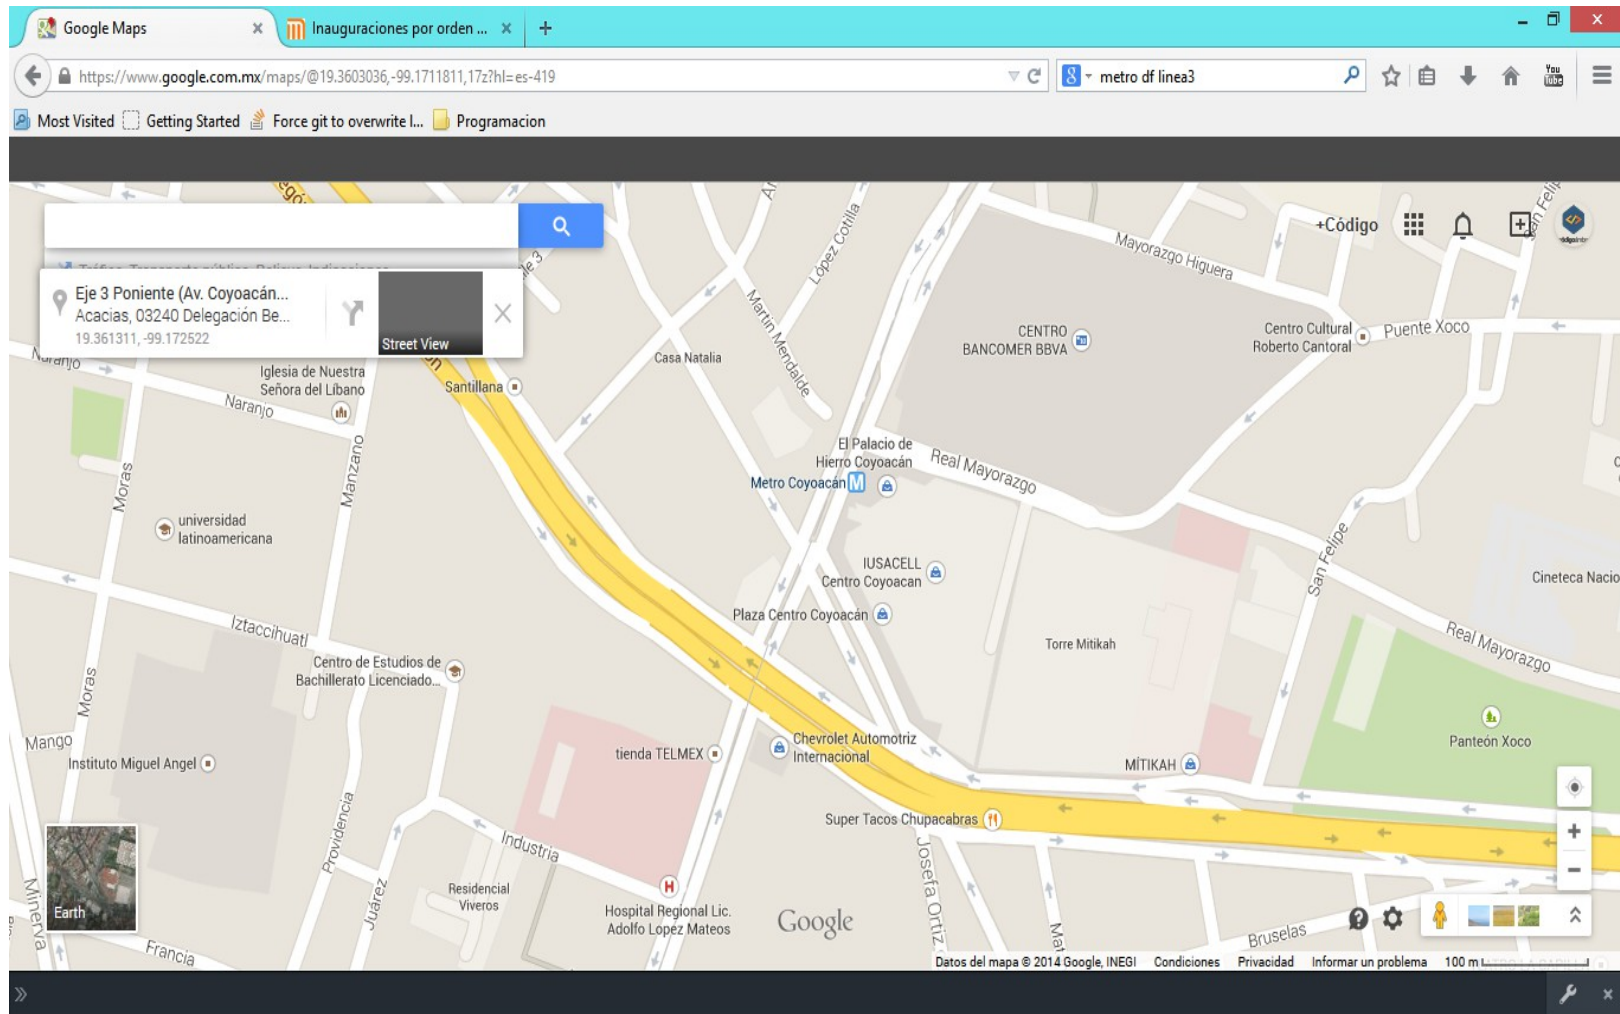 Google Maps
Inauguraciones por orden ...
https://www.google.com.mx/maps/@19.3603036,-99.1711811,17z?hl=es-419
metro df linea3
You
Tube
Most Visited
Getting Started
Force git to overwrite l...
Programacion
+Código
Eje 3 Poniente (Av. Coyoacán...
Acacias, 03240 Delegación Be...
19.361311, -99.172522
Street View
López Cotilla
Mayorazgo Higuera
San Felip
Martin Mendalde
Casa Natalia
CENTRO
BANCOMER BBVA
Centro Cultural
Roberto Cantoral
Puente Xoco
Naranjo
Iglesia de Nuestra
Señora del Líbano
Santillana
Naranjo
Manzano
Moras
El Palacio de
Hierro Coyoacán
Metro Coyoacán
M
Real Mayorazgo
universidad
latinoamericana
IUSACELL
Centro Coyoacan
San Felipe
Cineteca Nacio
Plaza Centro Coyoacán
Iztaccihuatl
Torre Mitikah
Real Mayorazgo
Centro de Estudios de
Bachillerato Licenciado...
Moras
Panteón Xoco
Mango
Instituto Miguel Angel
tienda TELMEX
Chevrolet Automotriz
Internacional
MÍTIKAH
Super Tacos Chupacabras
Providencia
Industria
Josefa Ortiz
Juárez
Residencial
Viveros
H
Hospital Regional Lic.
Adolfo Lopez Mateos
Google
Earth
Minerva
Francia
Mat
Bruselas
Datos del mapa © 2014 Google, INEGI
Condiciones
Privacidad
Informar un problema
100 m